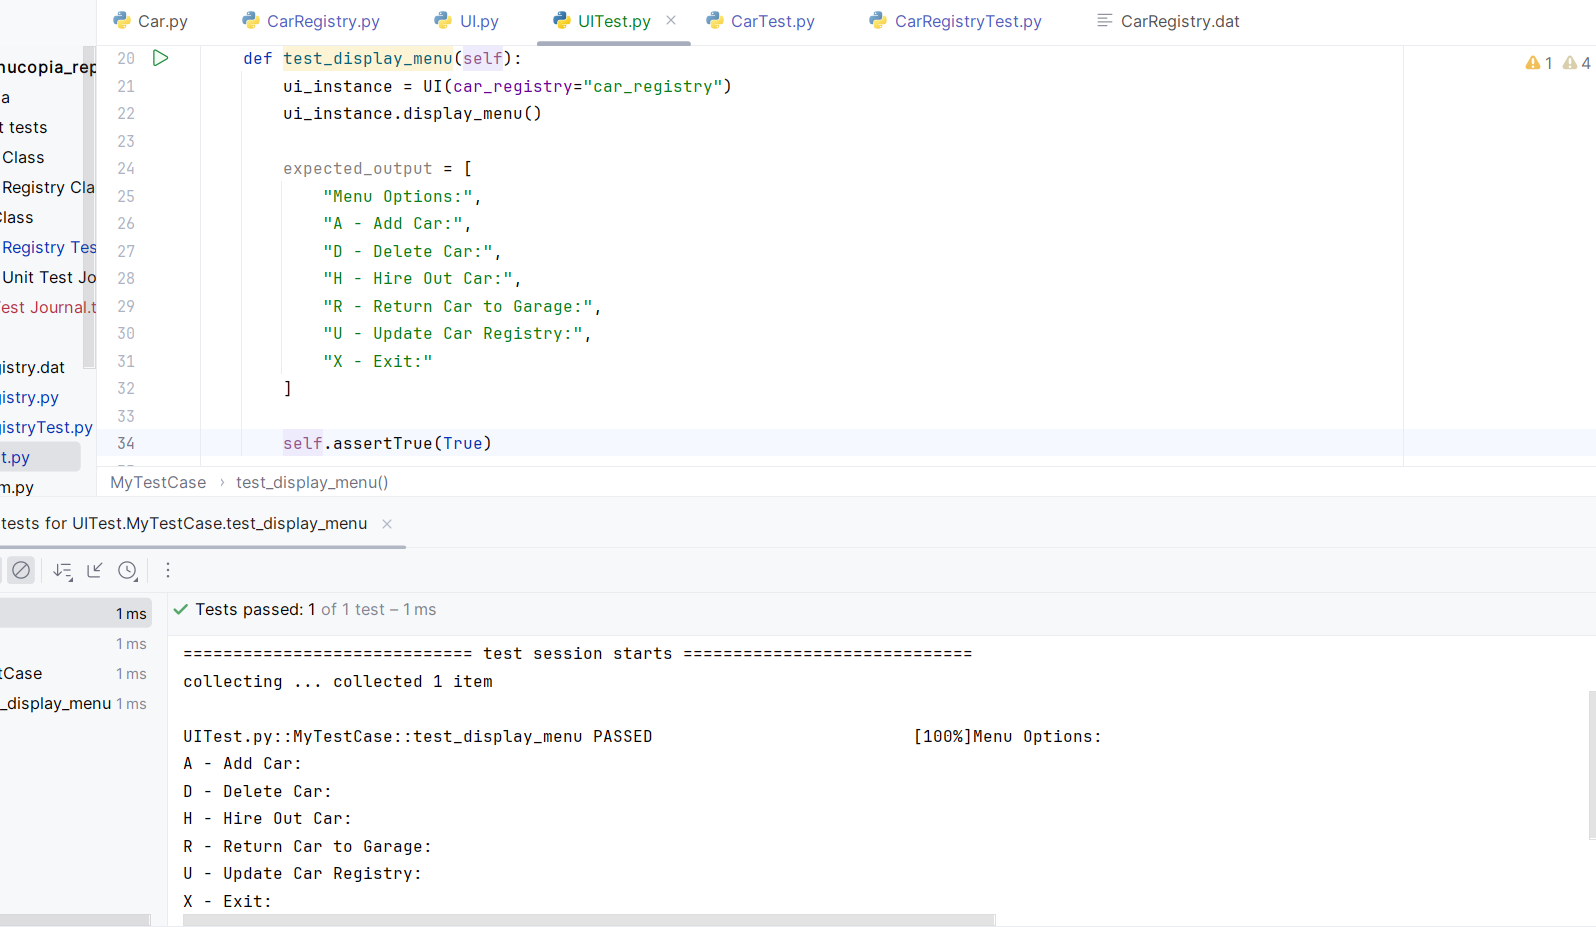 Car.py CarRegistry.py UI.py UITest.py CarTest.py CarRegistryTest.py CarRegistry.dat
nucopia_rep
a
t tests
Class
Registry Cla
Class
Registry Tes
Unit Test Jo
est Journal.t
istry.dat
istry.py
istryTest.py
t.py
m.py
1 4
20 def test_display_menu(self):
21 ui_instance = UI(car_registry="car_registry")
22 ui_instance.display_menu()
23
24 expected_output = [
25 "Menu Options:",
26 "A - Add Car:",
27 "D - Delete Car:",
28 "H - Hire Out Car:",
29 "R - Return Car to Garage:",
30 "U - Update Car Registry:",
31 "X - Exit:"
32 ]
33
34 self.assertTrue(True)
MyTestCase › test_display_menu()
tests for UITest.MyTestCase.test_display_menu
1 ms
1 ms
tCase 1 ms
_display_menu 1 ms
Tests passed: 1 of 1 test – 1 ms
============================= test session starts =============================
collecting ... collected 1 item
UITest.py::MyTestCase::test_display_menu PASSED [100%]Menu Options:
A - Add Car:
D - Delete Car:
H - Hire Out Car:
R - Return Car to Garage:
U - Update Car Registry:
X - Exit: